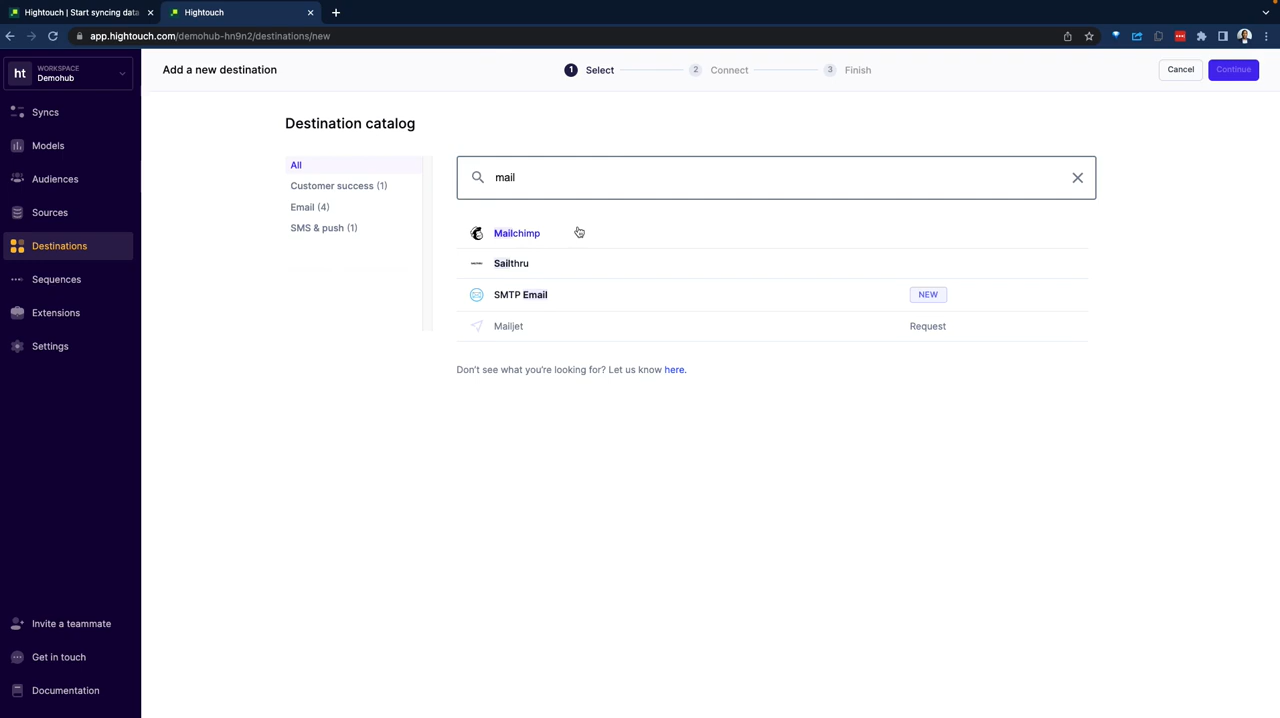 Hightouch | Start syncing data
Hightouch
app.hightouch.com/demohub-hn9n2/destinations/new
ht
WORKSPACE
Demohub
Syncs
Models
Audiences
Sources
Destinations
Sequences
Extensions
Settings
Invite a teammate
Get in touch
Documentation
Add a new destination
1 Select
2 Connect
3 Finish
Cancel
Continue
Destination catalog
All
Customer success (1)
Email (4)
SMS & push (1)
mail
Mailchimp
Sailthru
SMTP Email NEW
Mailjet Request
Don't see what you're looking for? Let us know here.